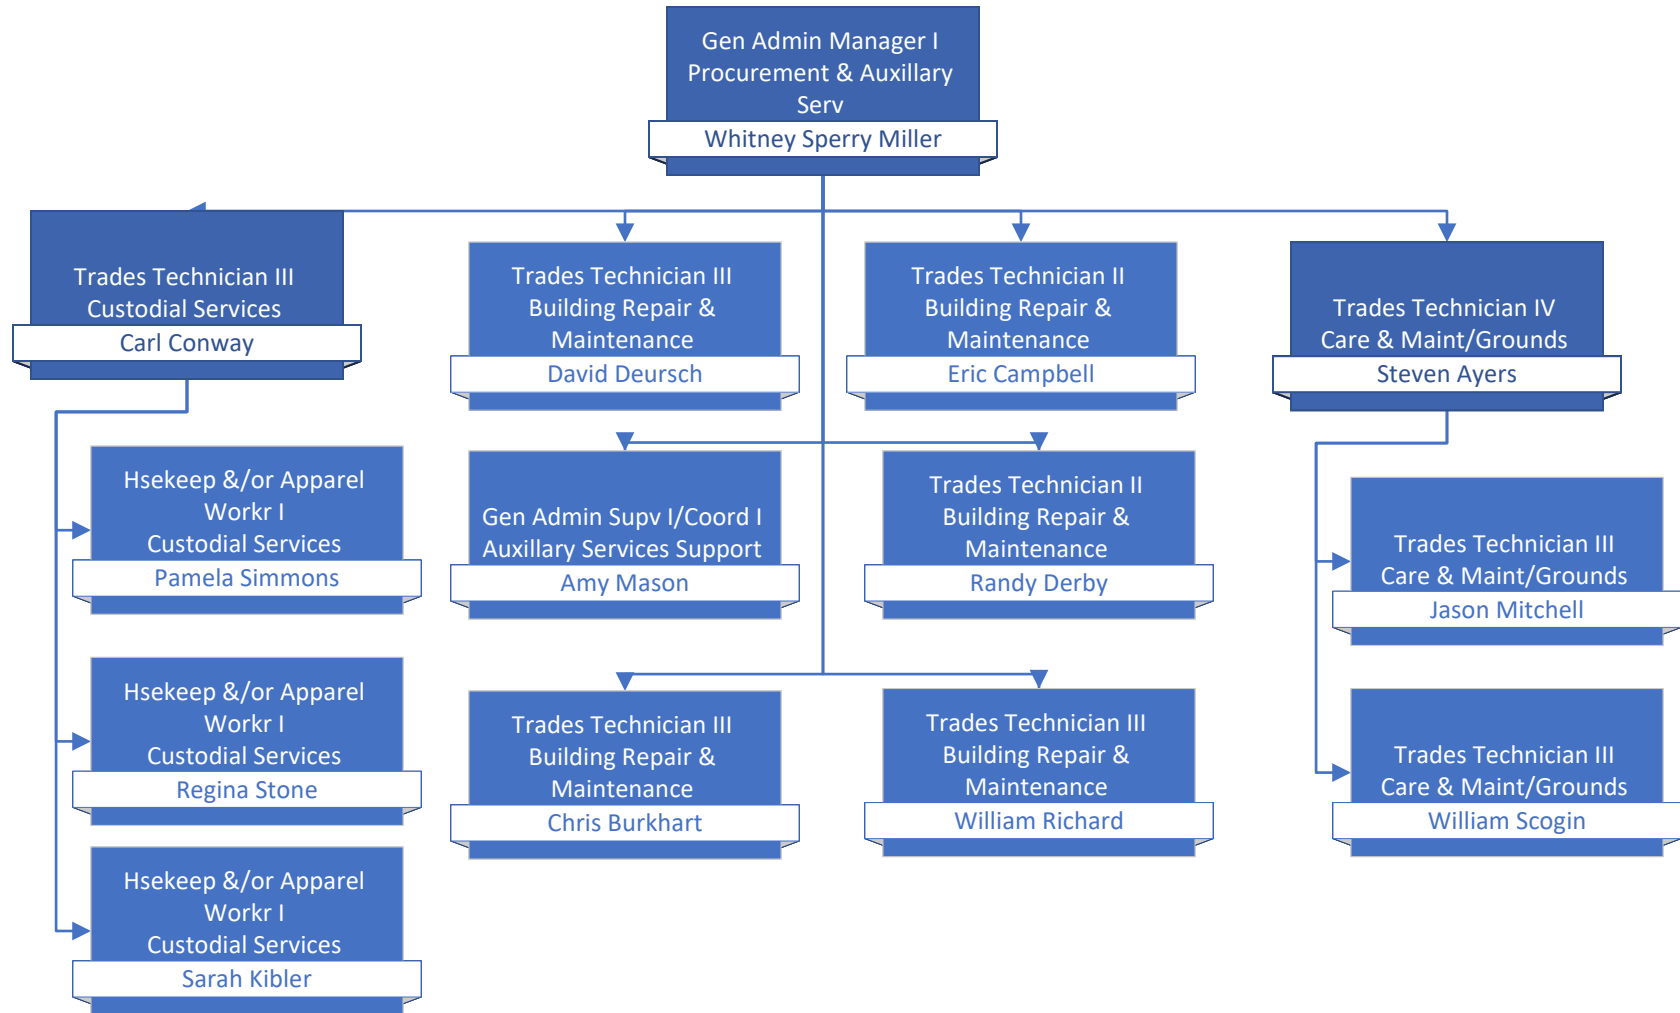 Gen Admin Manager I
Procurement & Auxillary
Serv
Whitney Sperry Miller
Trades Technician III
Custodial Services
Carl Conway
Trades Technician III
Building Repair &
Maintenance
David Deursch
Trades Technician II
Building Repair &
Maintenance
Eric Campbell
Trades Technician IV
Care & Maint/Grounds
Steven Ayers
Hsekeep &/or Apparel
Workr I
Custodial Services
Pamela Simmons
Gen Admin Supv I/Coord I
Auxillary Services Support
Amy Mason
Trades Technician II
Building Repair &
Maintenance
Randy Derby
Trades Technician III
Care & Maint/Grounds
Jason Mitchell
Hsekeep &/or Apparel
Workr I
Custodial Services
Regina Stone
Trades Technician III
Building Repair &
Maintenance
Chris Burkhart
Trades Technician III
Building Repair &
Maintenance
William Richard
Trades Technician III
Care & Maint/Grounds
William Scogin
Hsekeep &/or Apparel
Workr I
Custodial Services
Sarah Kibler